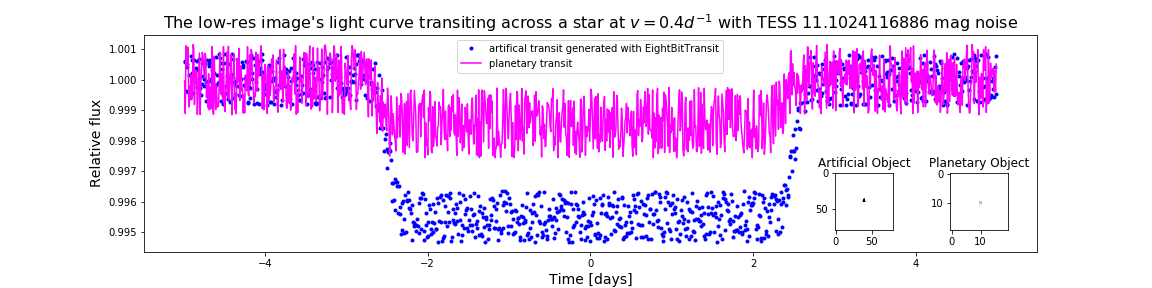 The low-res image's light curve transiting across a star at v = 0.4d⁻¹ with TESS 11.1024116886 mag noise
artifical transit generated with EightBitTransit
planetary transit
Relative flux
1.001
1.000
0.999
0.998
0.997
0.996
0.995
Artificial Object
0
50
0 50
Planetary Object
0
10
0 10
−4 −2 0 2 4
Time [days]